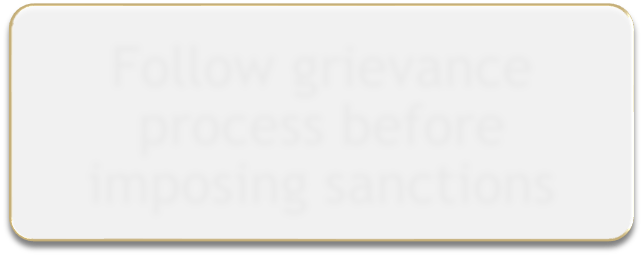 Follow grievance
process before
imposing sanctions